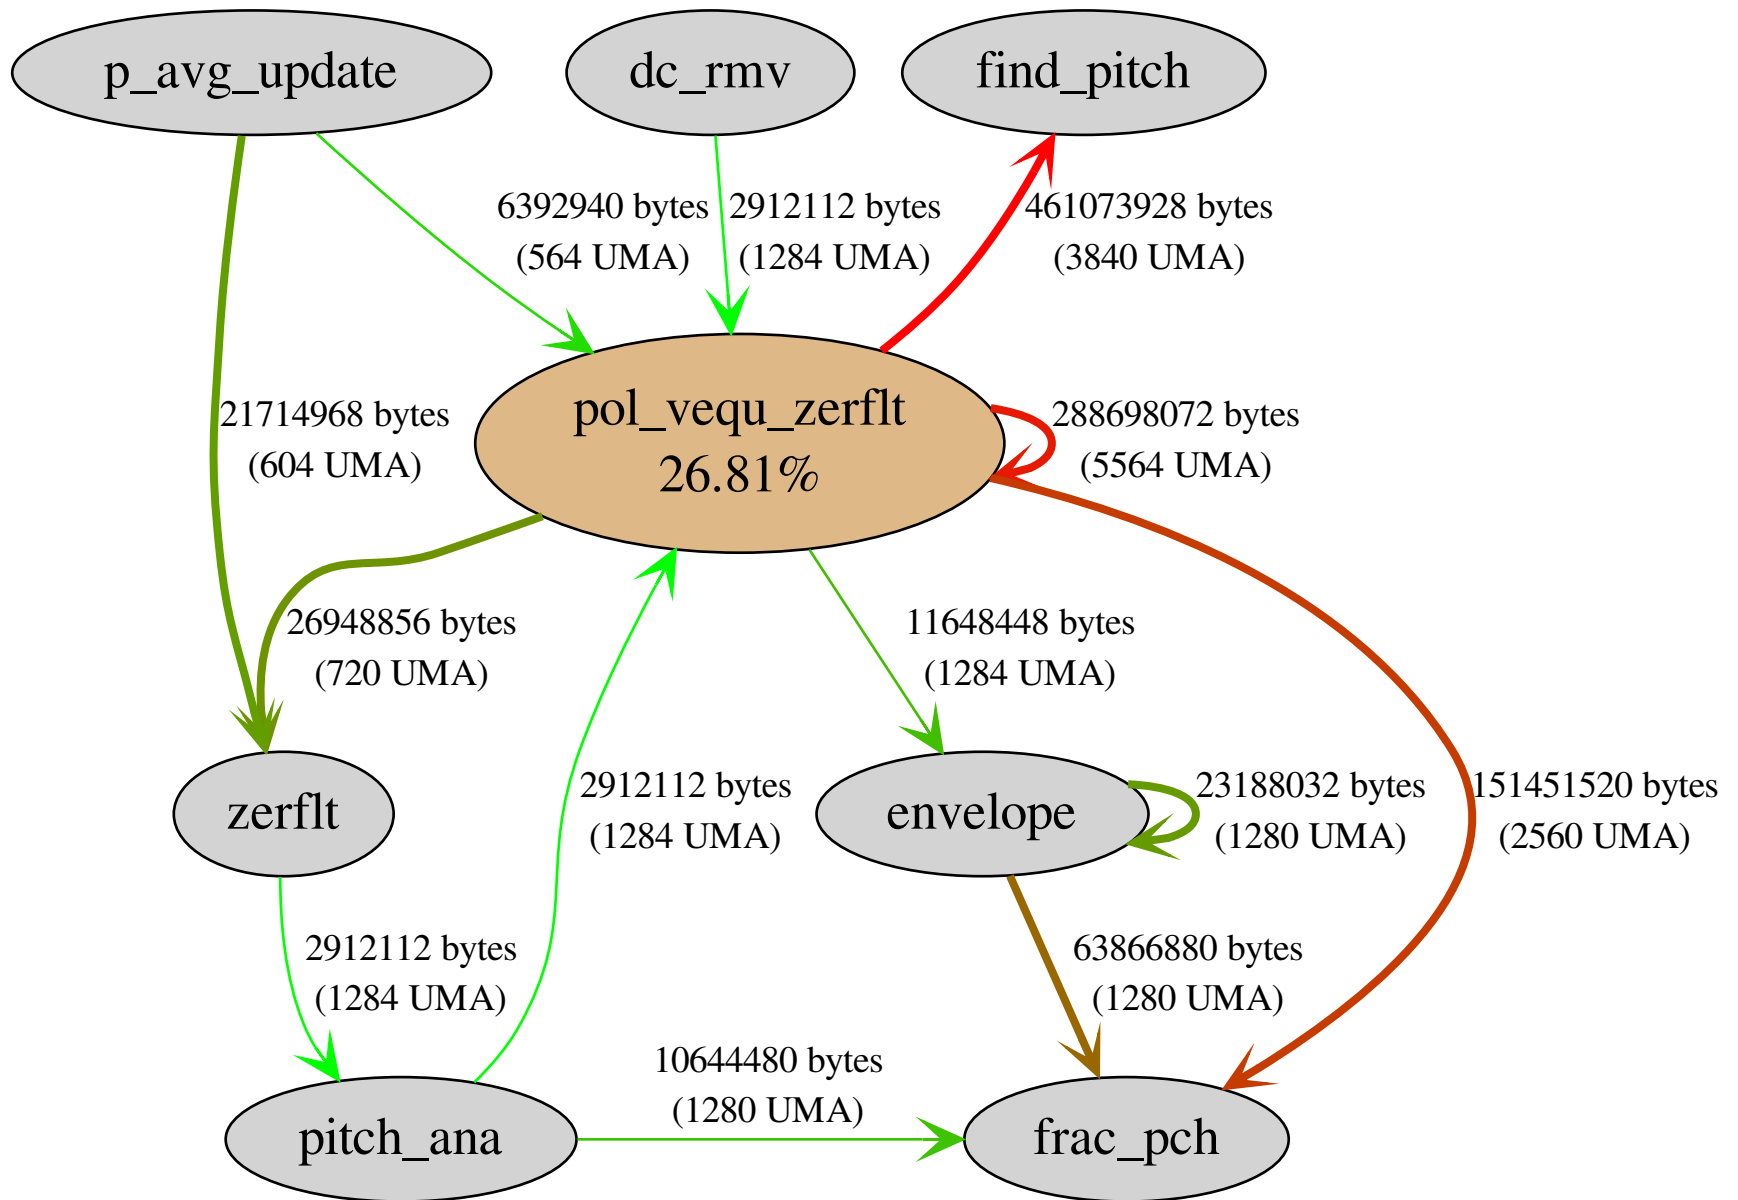 p_avg_update
dc_rmv
find_pitch
6392940 bytes
(564 UMA)
2912112 bytes
(1284 UMA)
461073928 bytes
(3840 UMA)
pol_vequ_zerflt
26.81%
21714968 bytes
(604 UMA)
288698072 bytes
(5564 UMA)
26948856 bytes
(720 UMA)
11648448 bytes
(1284 UMA)
zerflt
2912112 bytes
(1284 UMA)
envelope
23188032 bytes
(1280 UMA)
151451520 bytes
(2560 UMA)
2912112 bytes
(1284 UMA)
63866880 bytes
(1280 UMA)
10644480 bytes
(1280 UMA)
pitch_ana
frac_pch